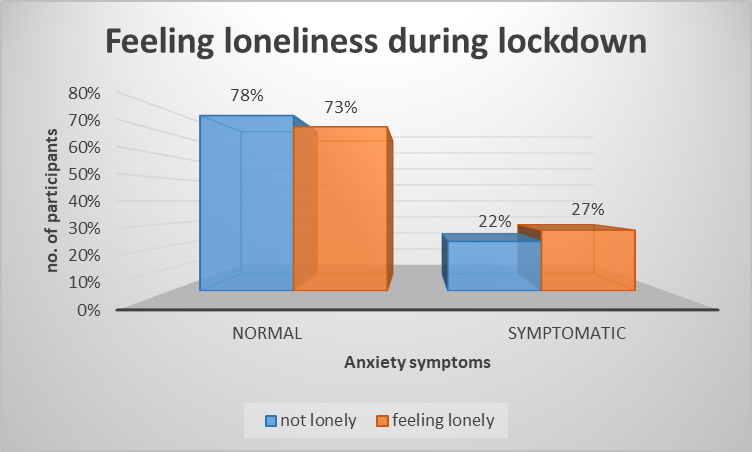 Feeling loneliness during lockdown
80%
70%
60%
50%
40%
30%
20%
10%
0%
no. of participants
78%
73%
22%
27%
NORMAL
SYMPTOMATIC
Anxiety symptoms
not lonely
feeling lonely